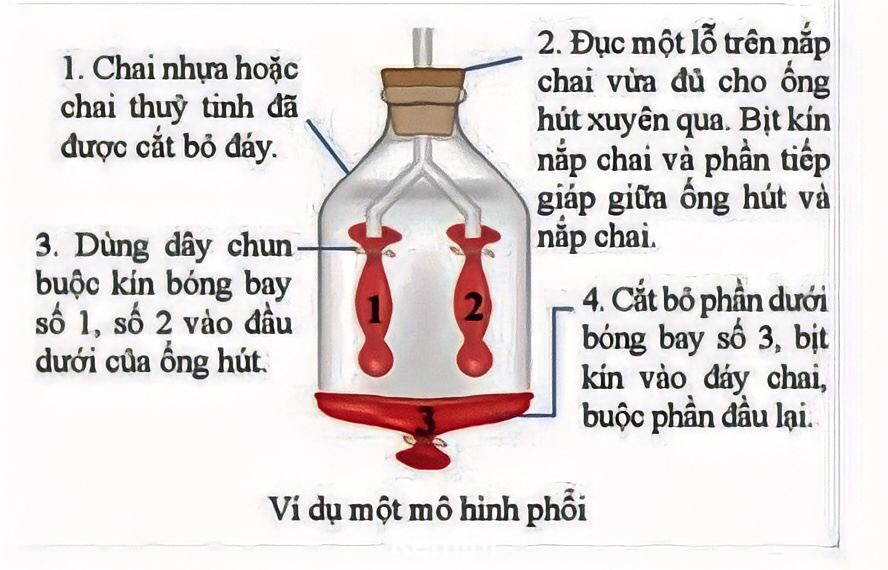 1. Chai nhựa hoặc
chai thuỷ tinh đã
được cắt bỏ đáy.
2. Đục một lỗ trên nắp
chai vừa đủ cho ống
hút xuyên qua. Bịt kín
nắp chai và phần tiếp
giáp giữa ống hút và
nắp chai.
3. Dùng dây chun
buộc kín bóng bay
số 1, số 2 vào đầu
dưới của ống hút.
1
2
4. Cắt bỏ phần dưới
bóng bay số 3, bịt
kín vào đáy chai,
buộc phần đầu lại.
3
Ví dụ một mô hình phổi